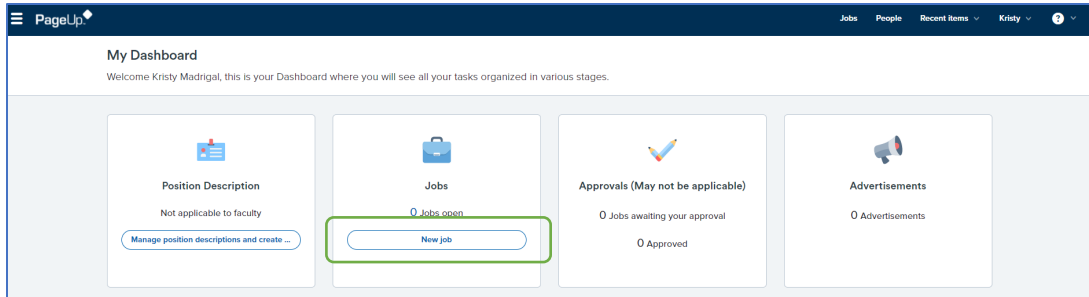 PageUp
Jobs People Recent items Kristy ?
My Dashboard
Welcome Kristy Madrigal, this is your Dashboard where you will see all your tasks organized in various stages.
Position Description
Not applicable to faculty
Manage position descriptions and create ...
Jobs
0 Jobs open
New job
Approvals (May not be applicable)
0 Jobs awaiting your approval
0 Approved
Advertisements
0 Advertisements